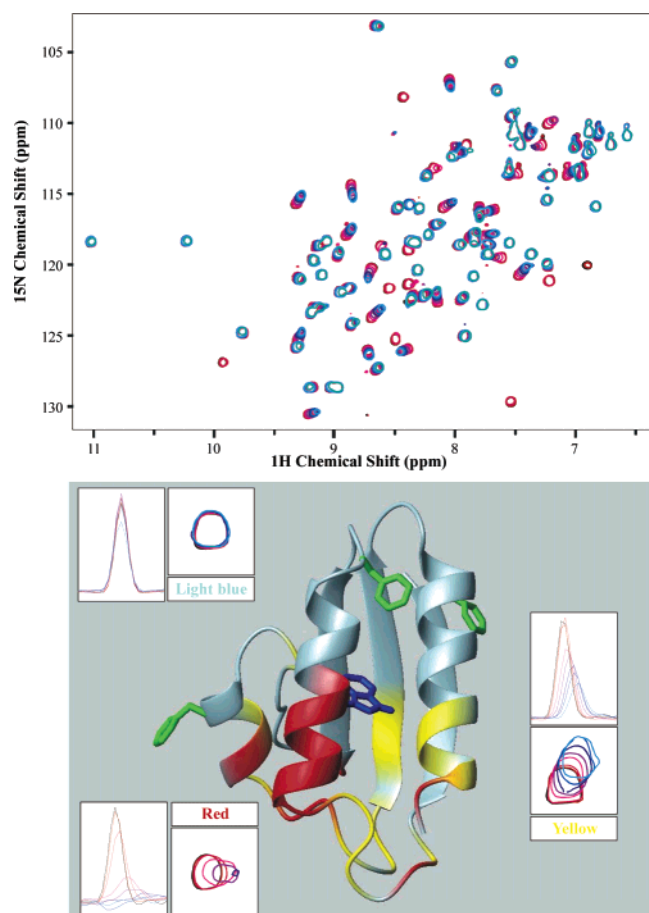 105
110
115
120
125
130
15N Chemical Shift (ppm)
11
10
9
8
7
1H Chemical Shift (ppm)
Light blue
Red
Yellow